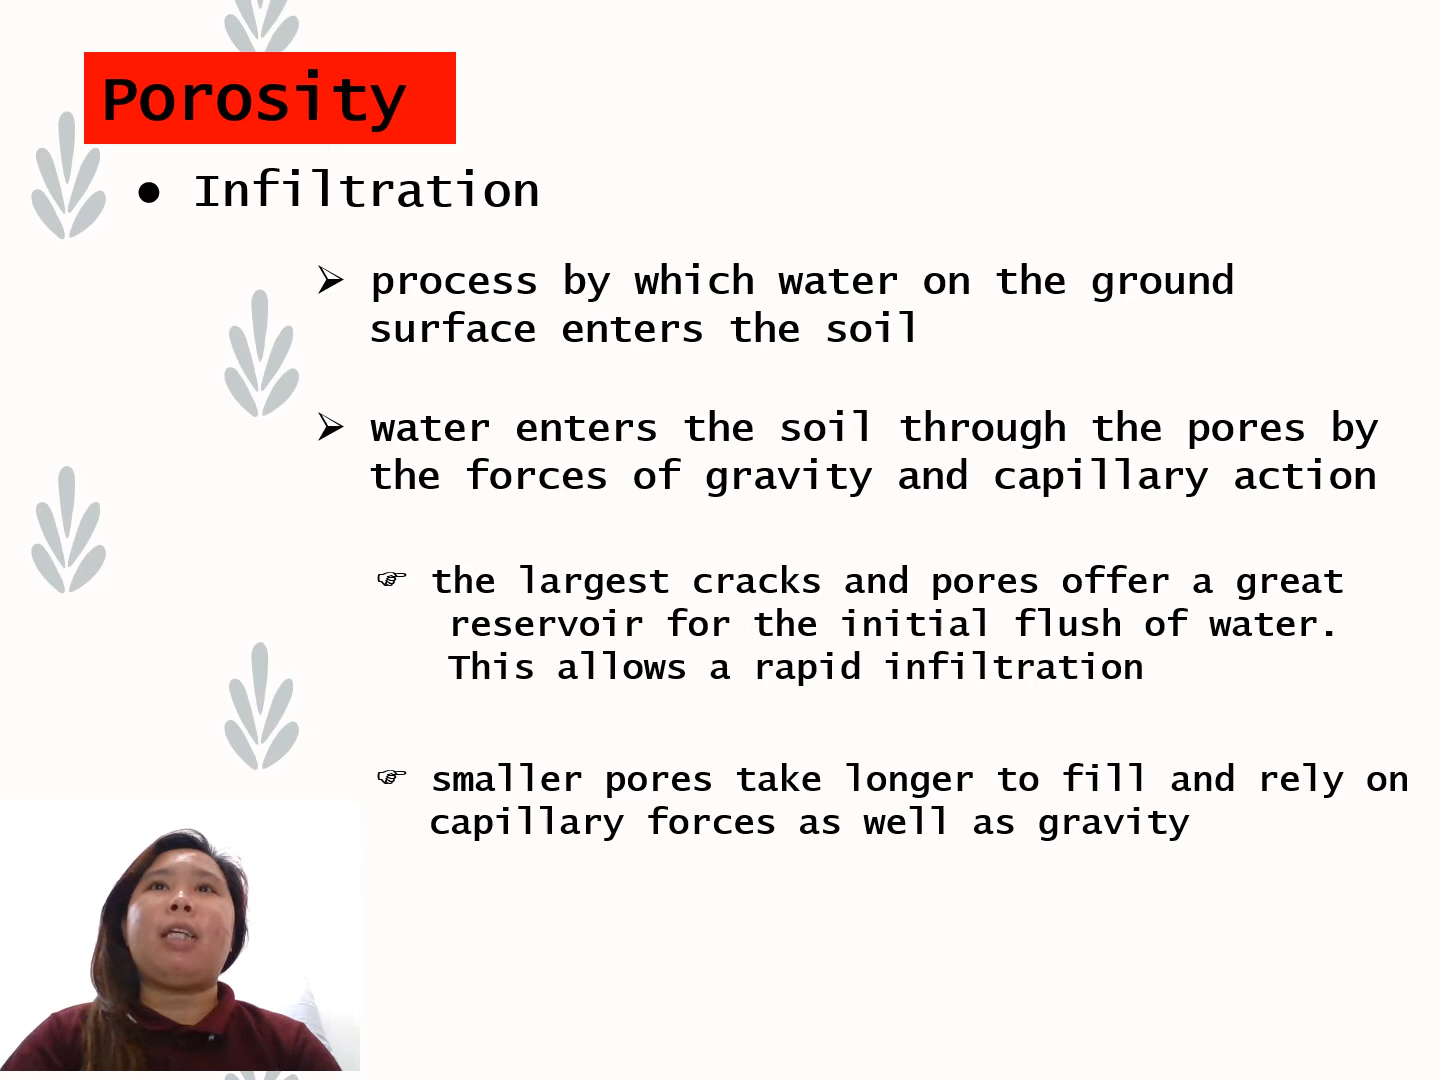 Porosity
● Infiltration
➢ process by which water on the ground
surface enters the soil
➢ water enters the soil through the pores by
the forces of gravity and capillary action
☞ the largest cracks and pores offer a great
reservoir for the initial flush of water.
This allows a rapid infiltration
☞ smaller pores take longer to fill and rely on
capillary forces as well as gravity